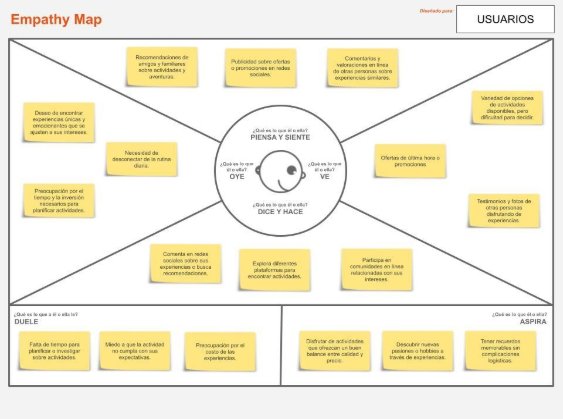 Empathy Map
Diseñado para:
USUARIOS
Recomendaciones de
amigos y familiares
sobre actividades y
aventuras.
Publicidad sobre ofertas
o promociones en redes
sociales.
Comentarios y
valoraciones en línea
de otras personas sobre
experiencias similares.
Deseo de encontrar
experiencias únicas y
emocionantes que se
ajusten a sus intereses.
Necesidad de
desconectar de la rutina
diaria.
Preocupación por el
tiempo y la inversión
necesarios para
planificar actividades.
¿Qué es lo que él o ella?
PIENSA Y SIENTE
¿Qué es lo que
él o ella?
OYE
¿Qué es lo que
él o ella?
VE
¿Qué es lo que él o ella?
DICE Y HACE
Variedad de opciones
de actividades
disponibles, pero
dificultad para decidir.
Ofertas de última hora o
promociones
Testimonios y fotos de
otras personas
disfrutando de
experiencias
Comenta en redes
sociales sobre sus
experiencias o busca
recomendaciones.
Explora diferentes
plataformas para
encontrar actividades.
Participa en
comunidades en línea
relacionadas con sus
intereses.
¿Qué es lo que a él o ella le?
DUELE
Falta de tiempo para
planificar o investigar
sobre actividades.
Miedo a que la actividad
no cumpla con sus
expectativas.
Preocupación por el
costo de las
experiencias.
¿Qué es lo que él o ella?
ASPIRA
Disfrutar de actividades
que ofrezcan un buen
balance entre calidad y
precio.
Descubrir nuevas
pasiones o hobbies a
través de experiencias.
Tener recuerdos
memorables sin
complicaciones
logísticas.